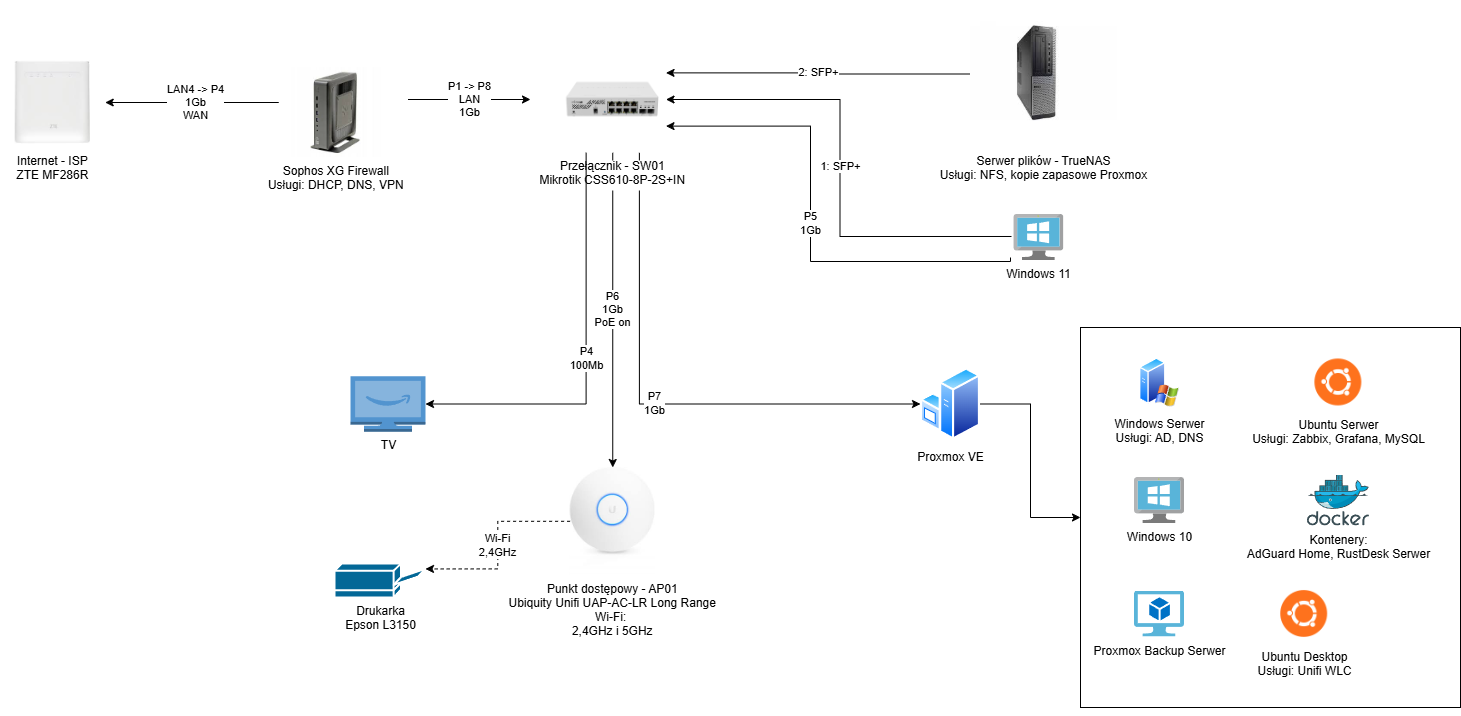 LAN4 -> P4
1Gb
WAN
P1 -> P8
LAN
1Gb
2: SFP+
Internet - ISP
ZTE MF286R
Sophos XG Firewall
Usługi: DHCP, DNS, VPN
Przełącznik - SW01
Mikrotik CSS610-8P-2S+IN
1: SFP+
Serwer plików - TrueNAS
Usługi: NFS, kopie zapasowe Proxmox
P5
1Gb
Windows 11
P6
1Gb
PoE on
P4
100Mb
P7
1Gb
TV
Proxmox VE
Windows Serwer
Usługi: AD, DNS
Ubuntu Serwer
Usługi: Zabbix, Grafana, MySQL
Windows 10
docker
Kontenery:
AdGuard Home, RustDesk Serwer
Wi-Fi
2,4GHz
Drukarka
Epson L3150
Punkt dostępowy - AP01
Ubiquity Unifi UAP-AC-LR Long Range
Wi-Fi:
2,4GHz i 5GHz
Proxmox Backup Serwer
Ubuntu Desktop
Usługi: Unifi WLC